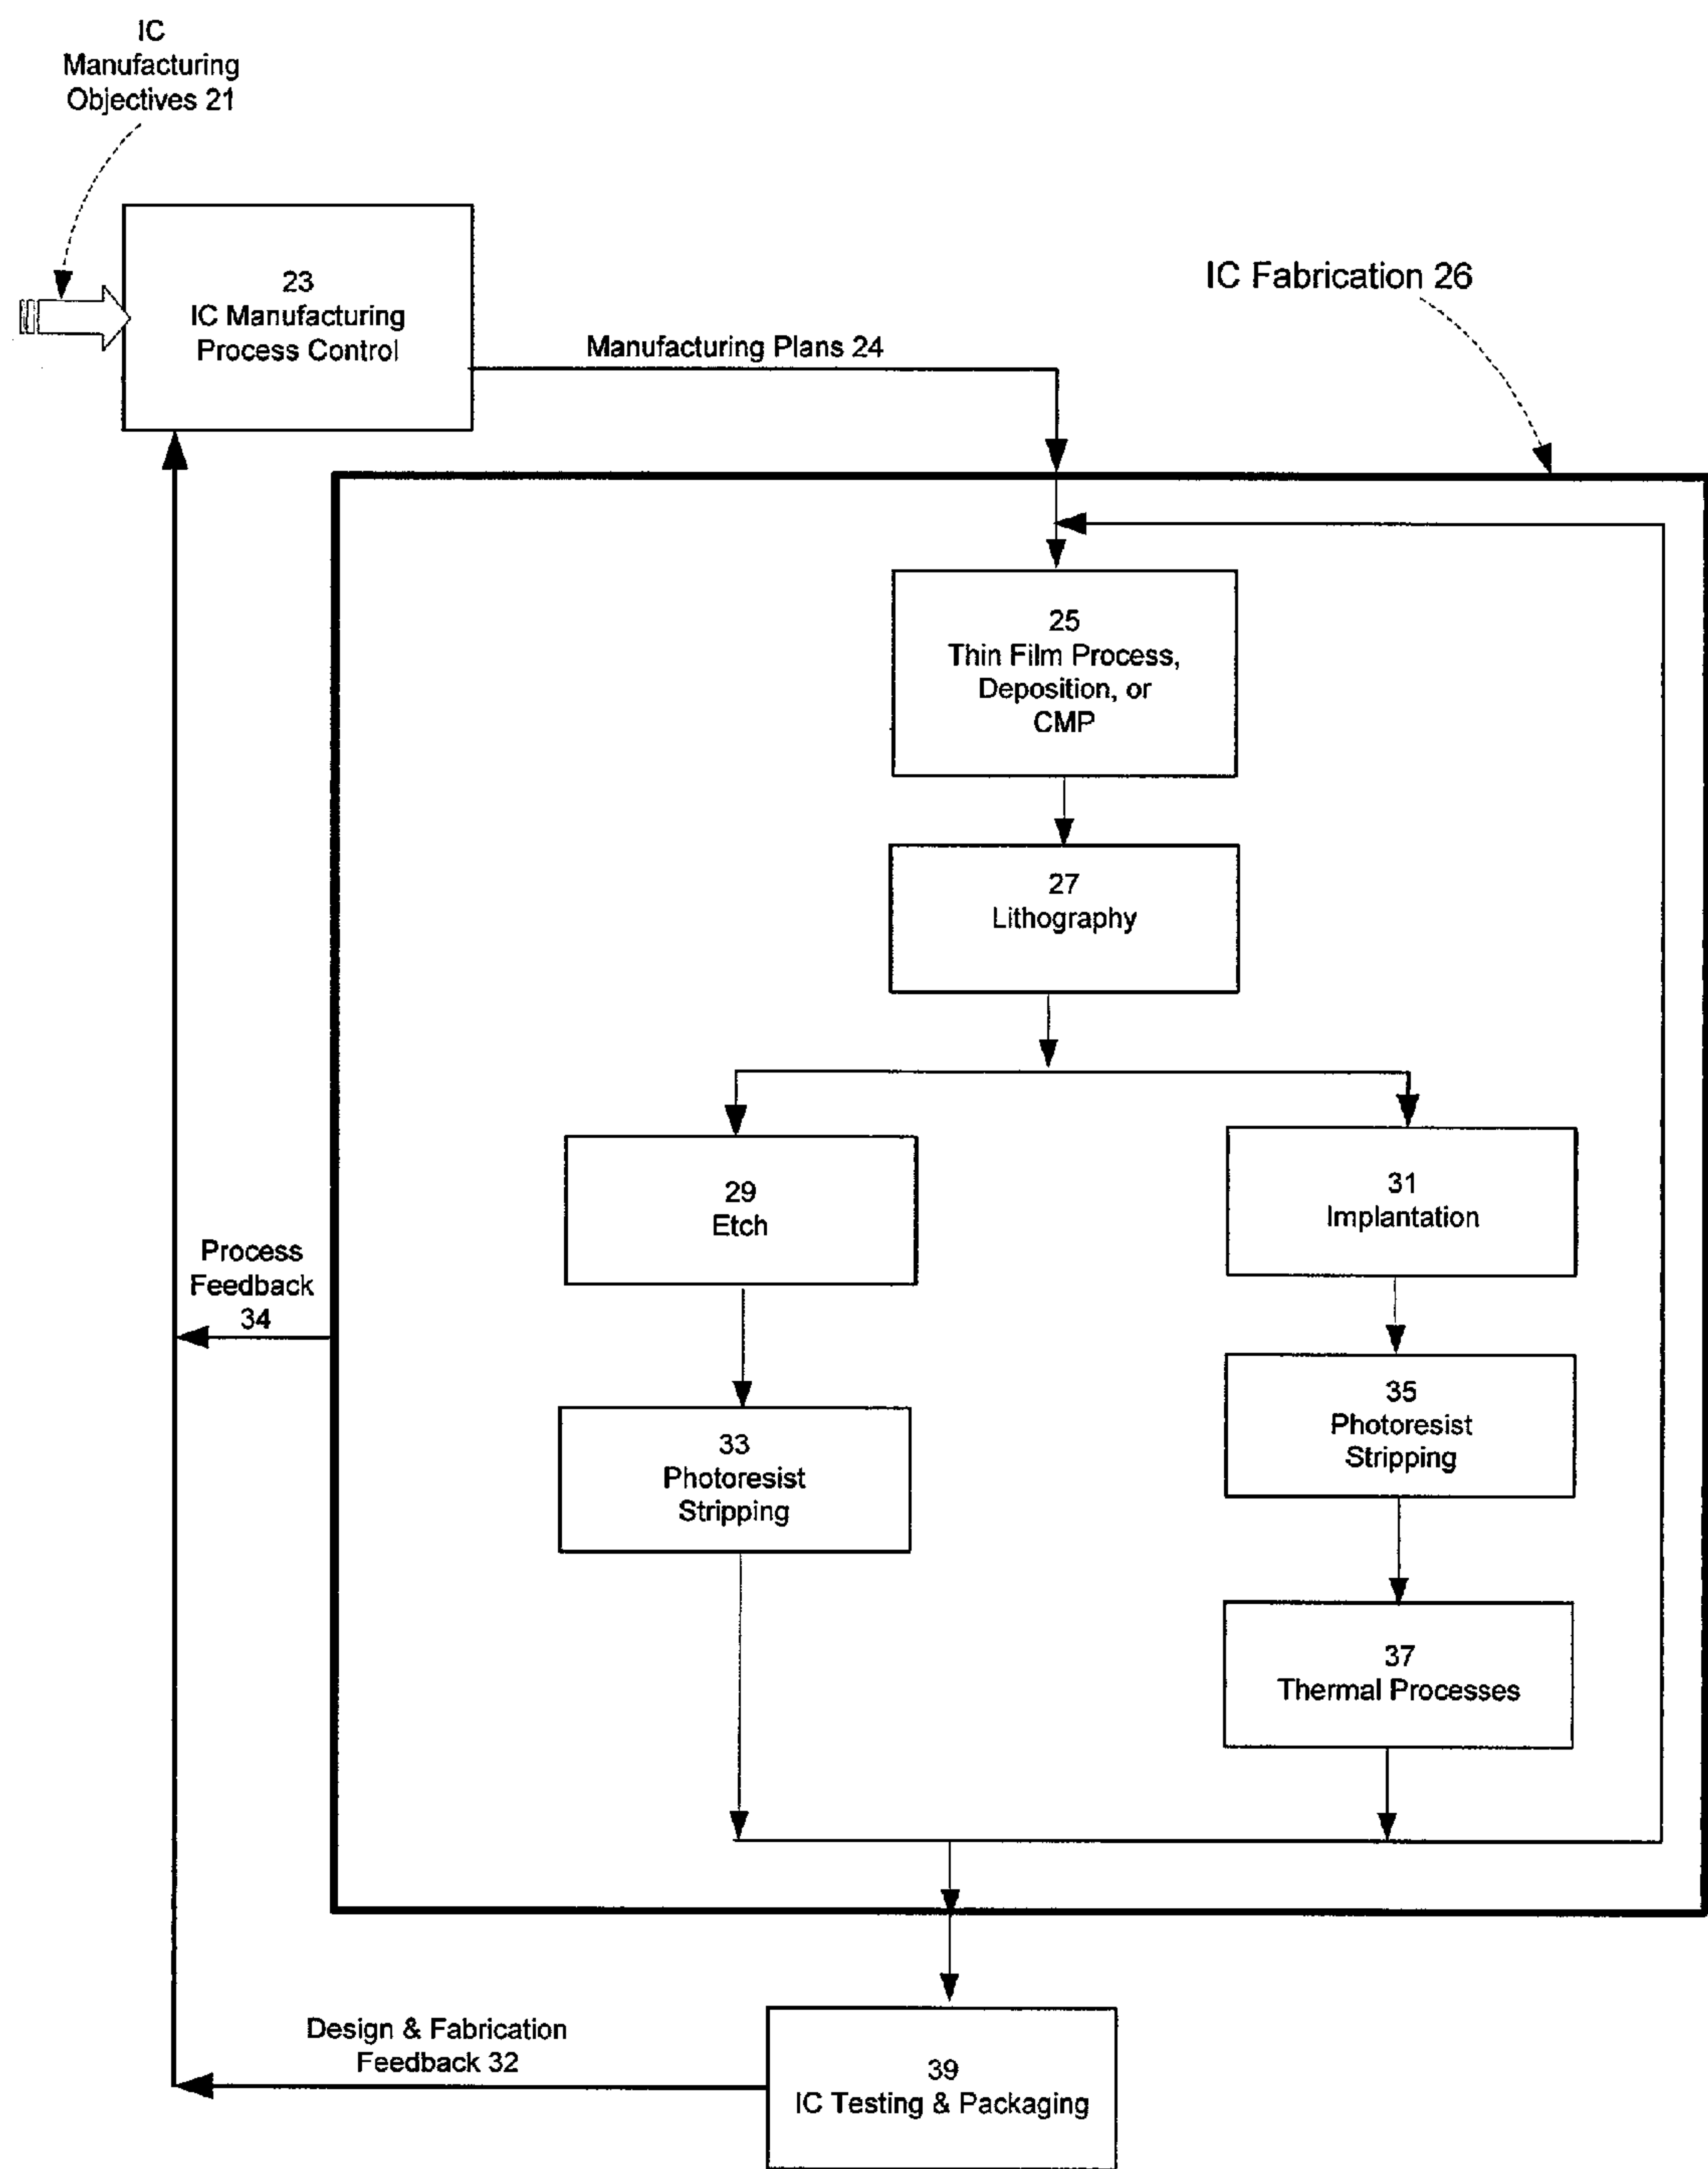 IC
Manufacturing
Objectives 21
23
IC Manufacturing
Process Control
Manufacturing Plans 24
IC Fabrication 26
25
Thin Film Process,
Deposition, or
CMP
27
Lithography
29
Etch
31
Implantation
Process
Feedback
34
33
Photoresist
Stripping
35
Photoresist
Stripping
37
Thermal Processes
Design & Fabrication
Feedback 32
39
IC Testing & Packaging